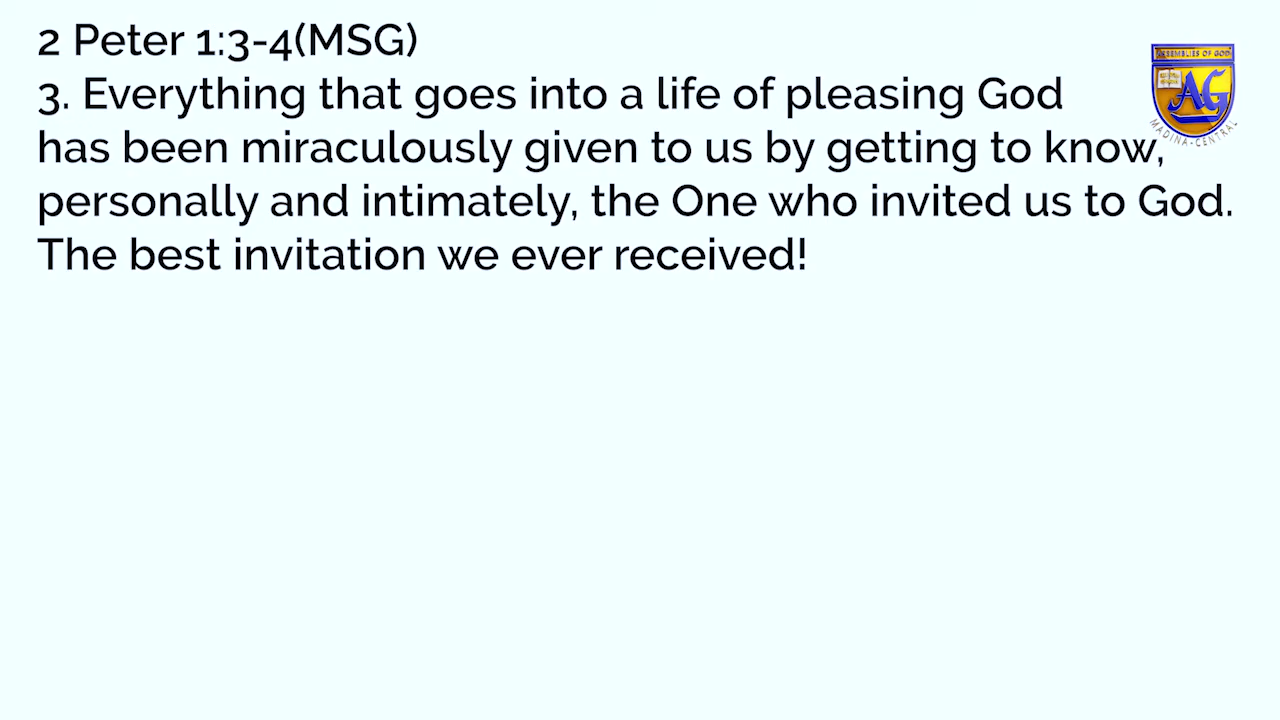 2 Peter 1:3-4(MSG)
3. Everything that goes into a life of pleasing God
has been miraculously given to us by getting to know,
personally and intimately, the One who invited us to God.
The best invitation we ever received!
ASSEMBLIES OF GOD
AG
MADINA-CENTRAL